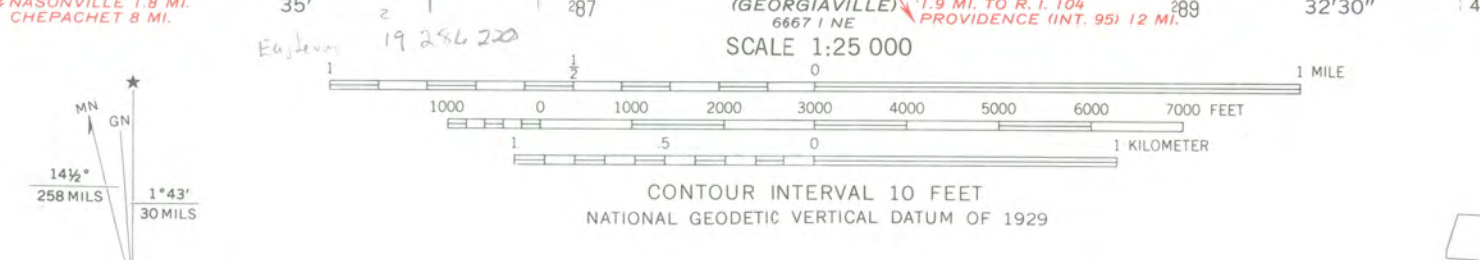 NASONVILLE 1.8 MI.
CHEPACHET 8 MI.
35'
2
287
(GEORGIAVILLE)
6667 I NE
1.9 MI. TO R. I. 104
PROVIDENCE (INT. 95) 12 MI.
289
32'30"
4
19 286 220
SCALE 1:25 000
1 1/2 0 1 MILE
1000 0 1000 2000 3000 4000 5000 6000 7000 FEET
1 .5 0 1 KILOMETER
CONTOUR INTERVAL 10 FEET
NATIONAL GEODETIC VERTICAL DATUM OF 1929
★
MN
GN
14½°
258 MILS
1°43'
30 MILS